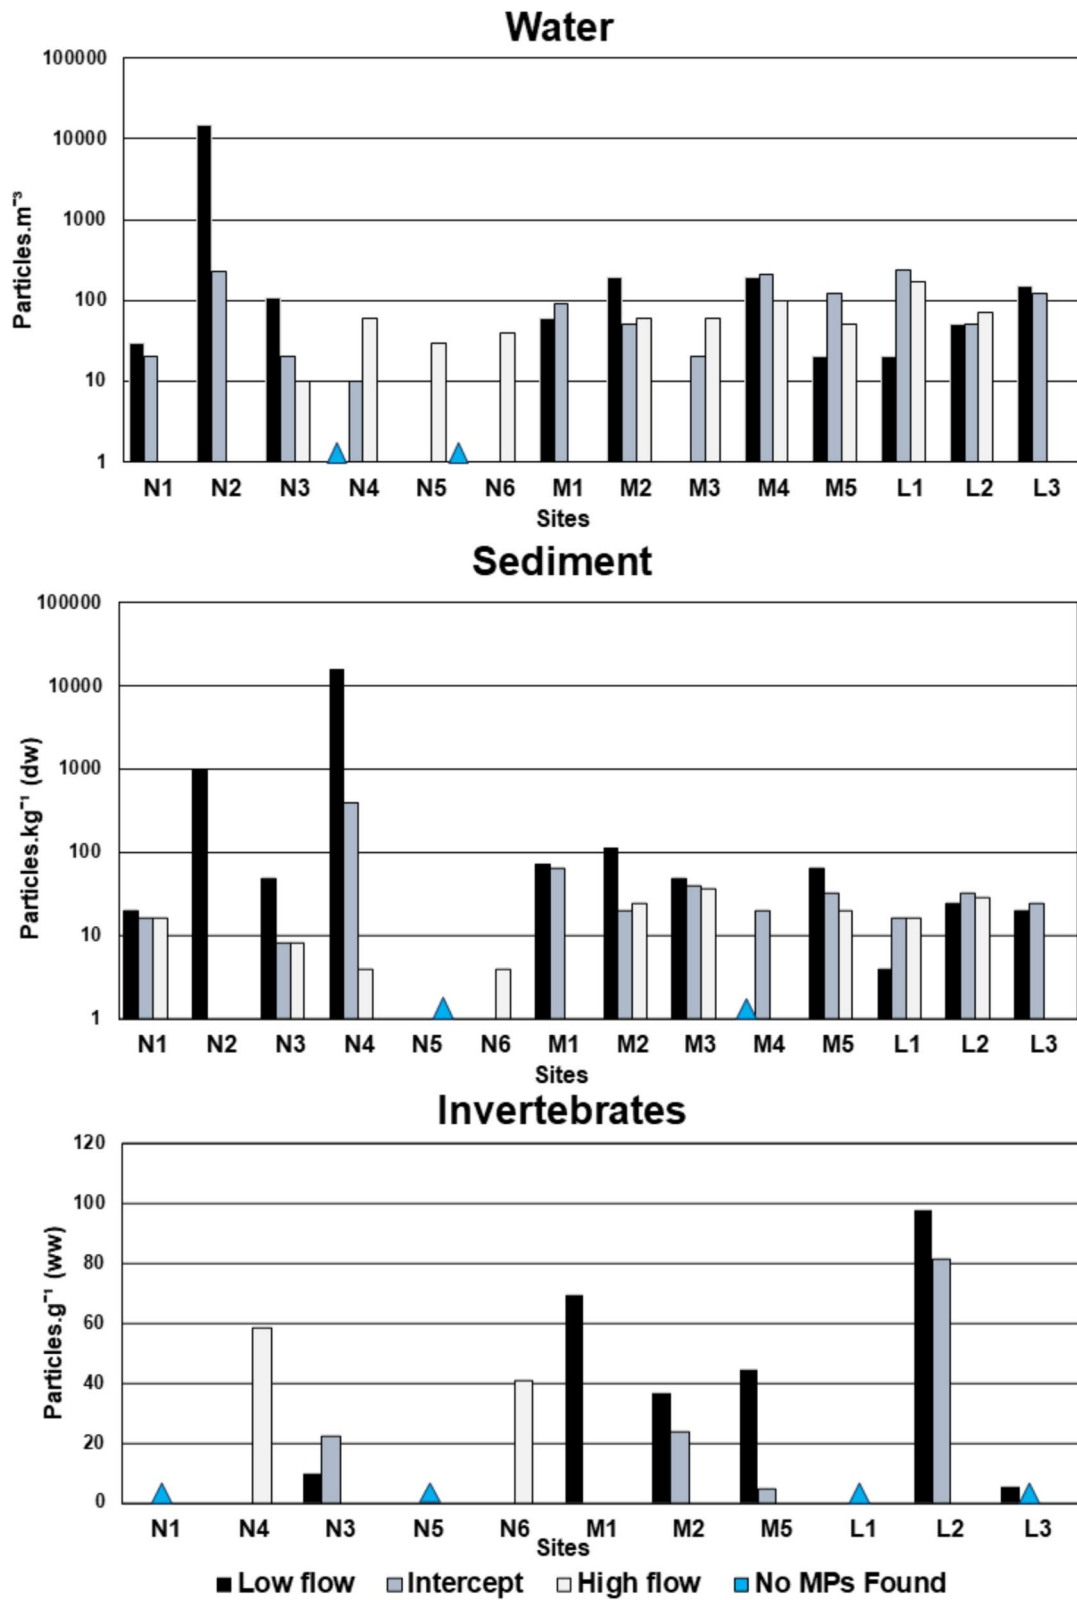 Water
100000
10000
1000
100
10
1
Particles.m⁻³
N1 N2 N3 N4 N5 N6 M1 M2 M3 M4 M5 L1 L2 L3
Sites
Sediment
100000
10000
1000
100
10
1
Particles.kg⁻¹ (dw)
N1 N2 N3 N4 N5 N6 M1 M2 M3 M4 M5 L1 L2 L3
Sites
Invertebrates
120
100
80
60
40
20
0
Particles.g⁻¹ (ww)
N1 N4 N3 N5 N6 M1 M2 M5 L1 L2 L3
Sites
Low flow Intercept High flow No MPs Found